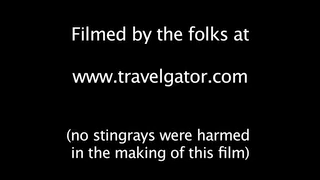 Filmed by the folks at
www.travelgator.com
(no stingrays were harmed
in the making of this film)